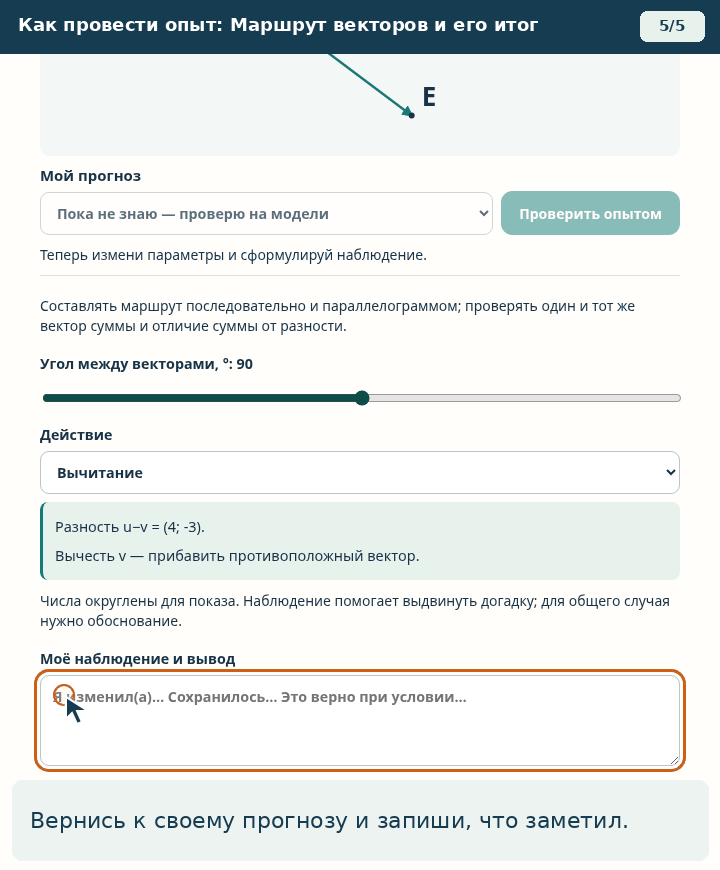 Как провести опыт: Маршрут векторов и его итог
5/5
E
Мой прогноз
Пока не знаю — проверю на модели
Проверить опытом
Теперь измени параметры и сформулируй наблюдение.
Составлять маршрут последовательно и параллелограммом; проверять один и тот же
вектор суммы и отличие суммы от разности.
Угол между векторами, °: 90
Действие
Вычитание
Разность u−v = (4; -3).
Вычесть v — прибавить противоположный вектор.
Числа округлены для показа. Наблюдение помогает выдвинуть догадку; для общего случая
нужно обоснование.
Моё наблюдение и вывод
Я изменил(а)… Сохранилось… Это верно при условии…
Вернись к своему прогнозу и запиши, что заметил.